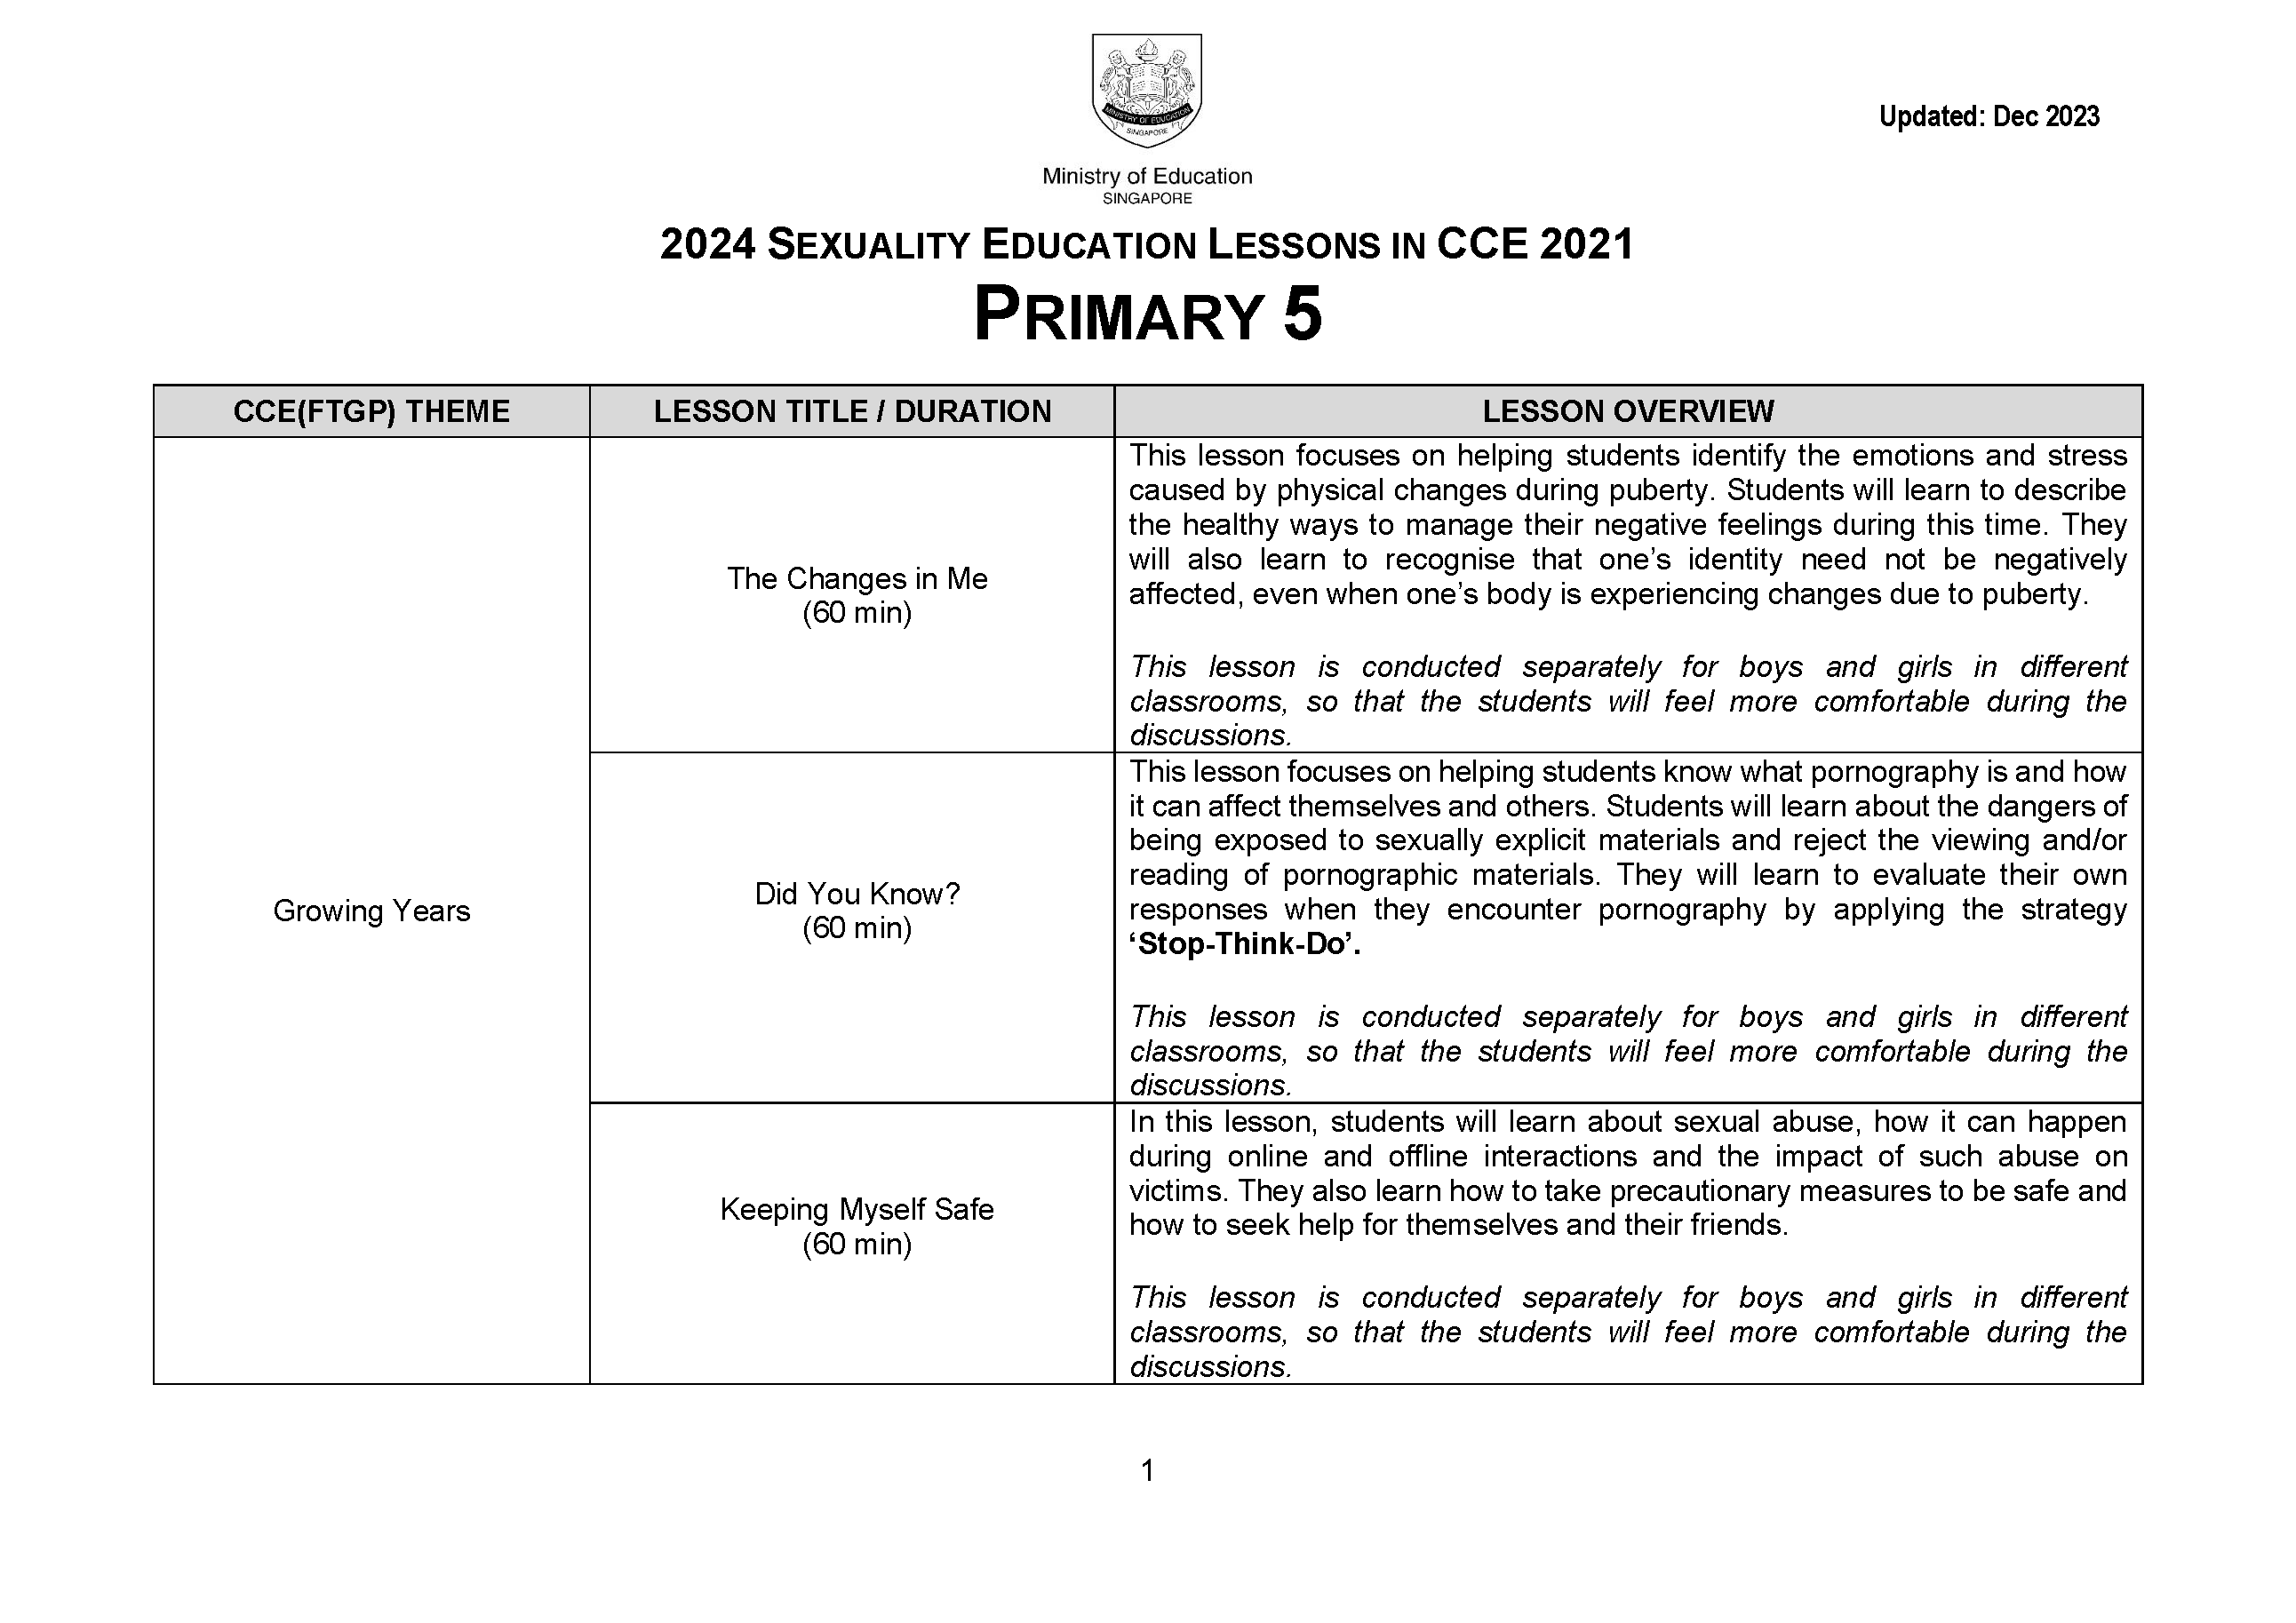 MINISTRY OF EDUCATION
SINGAPORE
Ministry of Education
SINGAPORE
Updated: Dec 2023
2024 SEXUALITY EDUCATION LESSONS IN CCE 2021
PRIMARY 5
CCE(FTGP) THEME
LESSON TITLE / DURATION
LESSON OVERVIEW
Growing Years
The Changes in Me
(60 min)
This lesson focuses on helping students identify the emotions and stress
caused by physical changes during puberty. Students will learn to describe
the healthy ways to manage their negative feelings during this time. They
will also learn to recognise that one’s identity need not be negatively
affected, even when one’s body is experiencing changes due to puberty.
This lesson is conducted separately for boys and girls in different
classrooms, so that the students will feel more comfortable during the
discussions.
Did You Know?
(60 min)
This lesson focuses on helping students know what pornography is and how
it can affect themselves and others. Students will learn about the dangers of
being exposed to sexually explicit materials and reject the viewing and/or
reading of pornographic materials. They will learn to evaluate their own
responses when they encounter pornography by applying the strategy
‘Stop-Think-Do’.
This lesson is conducted separately for boys and girls in different
classrooms, so that the students will feel more comfortable during the
discussions.
Keeping Myself Safe
(60 min)
In this lesson, students will learn about sexual abuse, how it can happen
during online and offline interactions and the impact of such abuse on
victims. They also learn how to take precautionary measures to be safe and
how to seek help for themselves and their friends.
This lesson is conducted separately for boys and girls in different
classrooms, so that the students will feel more comfortable during the
discussions.
1